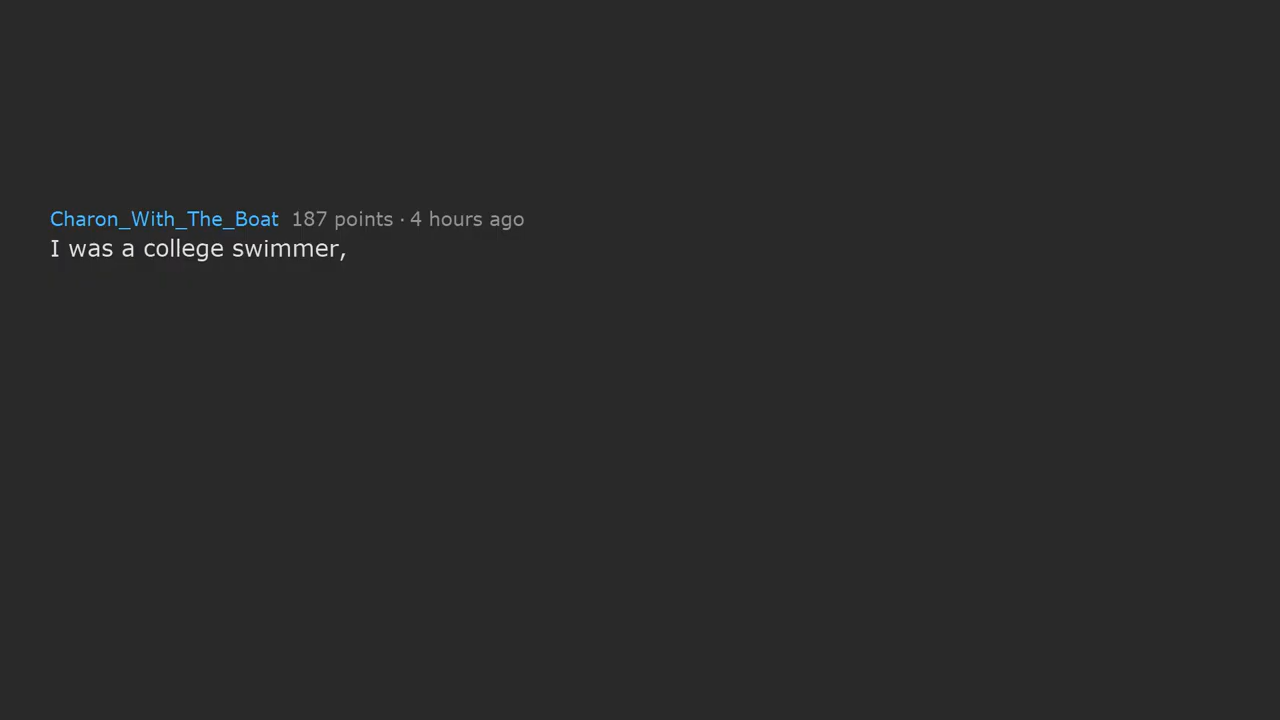 Charon_With_The_Boat 187 points · 4 hours ago
I was a college swimmer,